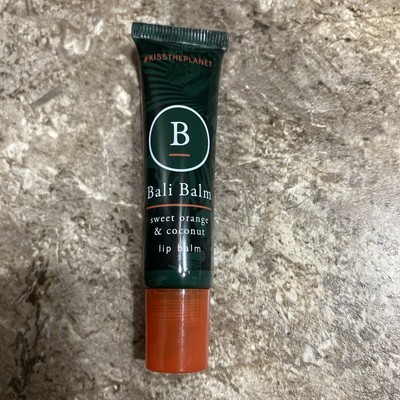 #KISSTHEPLANET
B
Bali Balm
sweet orange
& coconut
lip balm